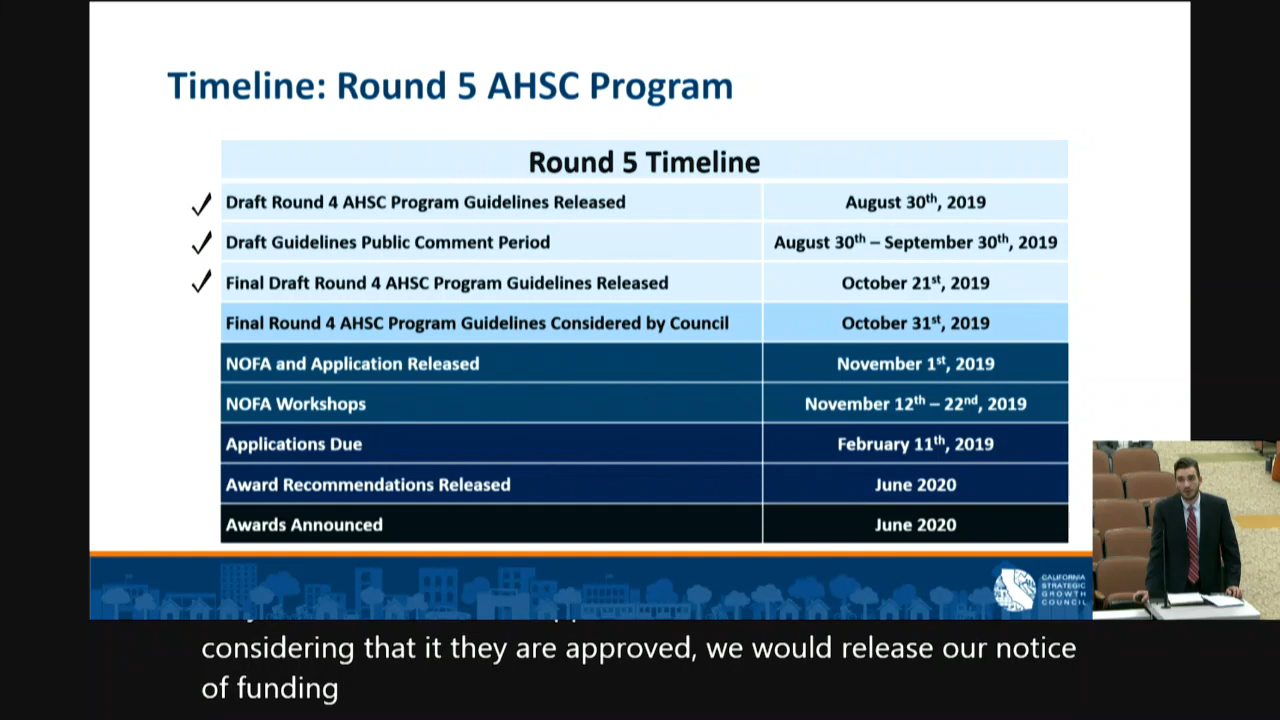 Timeline: Round 5 AHSC Program
Round 5 Timeline
Draft Round 4 AHSC Program Guidelines Released August 30th, 2019
Draft Guidelines Public Comment Period August 30th – September 30th, 2019
Final Draft Round 4 AHSC Program Guidelines Released October 21st, 2019
Final Round 4 AHSC Program Guidelines Considered by Council October 31st, 2019
NOFA and Application Released November 1st, 2019
NOFA Workshops November 12th – 22nd, 2019
Applications Due February 11th, 2019
Award Recommendations Released June 2020
Awards Announced June 2020
CALIFORNIA
STRATEGIC
GROWTH
COUNCIL
considering that it they are approved, we would release our notice
of funding